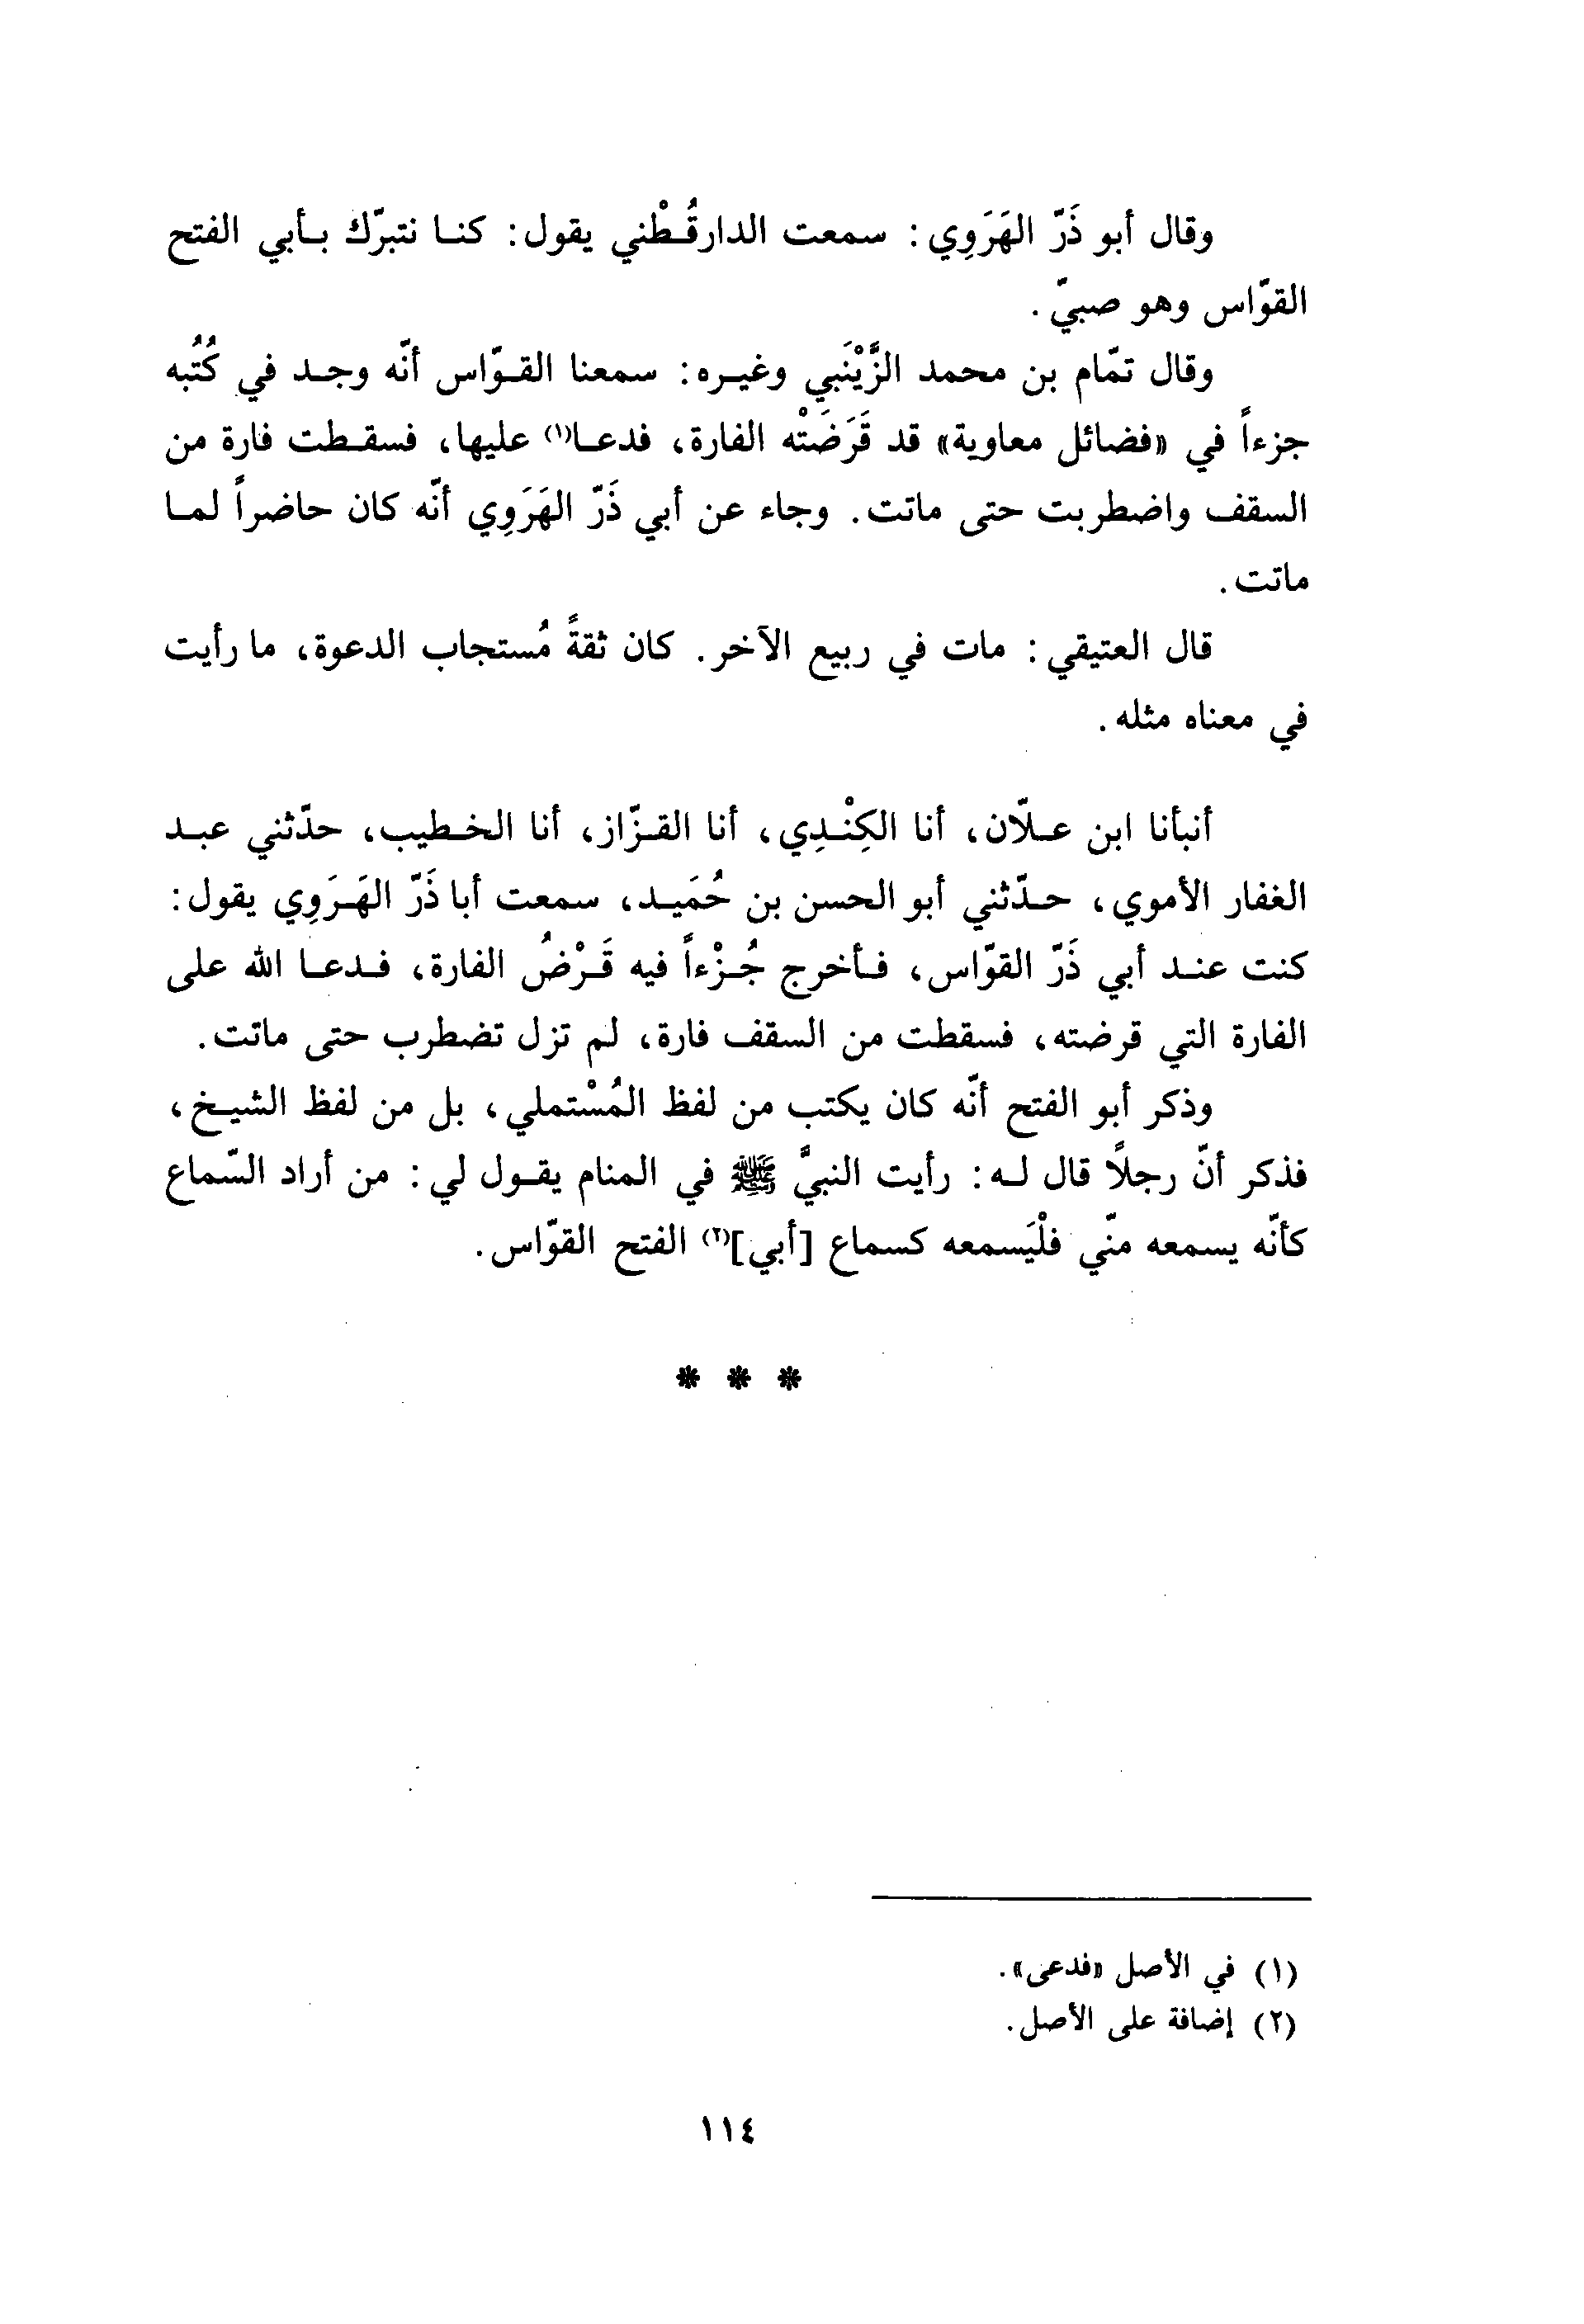 وقال أبو ذَرّ الهَرَوِي: سمعت الدارقُطْني يقول: كنا نتبرّك بأبي الفتح
القوّاس وهو صبيّ.
وقال تمّام بن محمد الزَّيْنَبي وغيره: سمعنا القوّاس أنّه وجد في كُتُبه
جزءاً في «فضائل معاوية» قد قَرَضَتْه الفارة، فدعا(١) عليها، فسقطت فارة من
السقف واضطربت حتى ماتت. وجاء عن أبي ذَرّ الهَرَوِي أنّه كان حاضراً لما
ماتت.
قال العتيقي: مات في ربيع الآخر. كان ثقةً مُستجاب الدعوة، ما رأيت
في معناه مثله.
أنبأنا ابن علّان، أنا الكِنْدِي، أنا القزّاز، أنا الخطيب، حدّثني عبد
الغفار الأموي، حدّثني أبو الحسن بن حُمَيد، سمعت أبا ذَرّ الهَرَوِي يقول:
كنت عند أبي ذَرّ القوّاس، فأخرج جُزْءاً فيه قَرْضُ الفارة، فدعا الله على
الفارة التي قرضته، فسقطت من السقف فارة، لم تزل تضطرب حتى ماتت.
وذكر أبو الفتح أنّه كان يكتب من لفظ المُسْتملي، بل من لفظ الشيخ،
فذكر أنّ رجلًا قال له: رأيت النبيَّ ﷺ في المنام يقول لي: من أراد السّماع
كأنّه يسمعه منّي فلْيَسمعه كسماع [أبي](٢) الفتح القوّاس.
* * *
(١) في الأصل «فدعى».
(٢) إضافة على الأصل.
١١٤